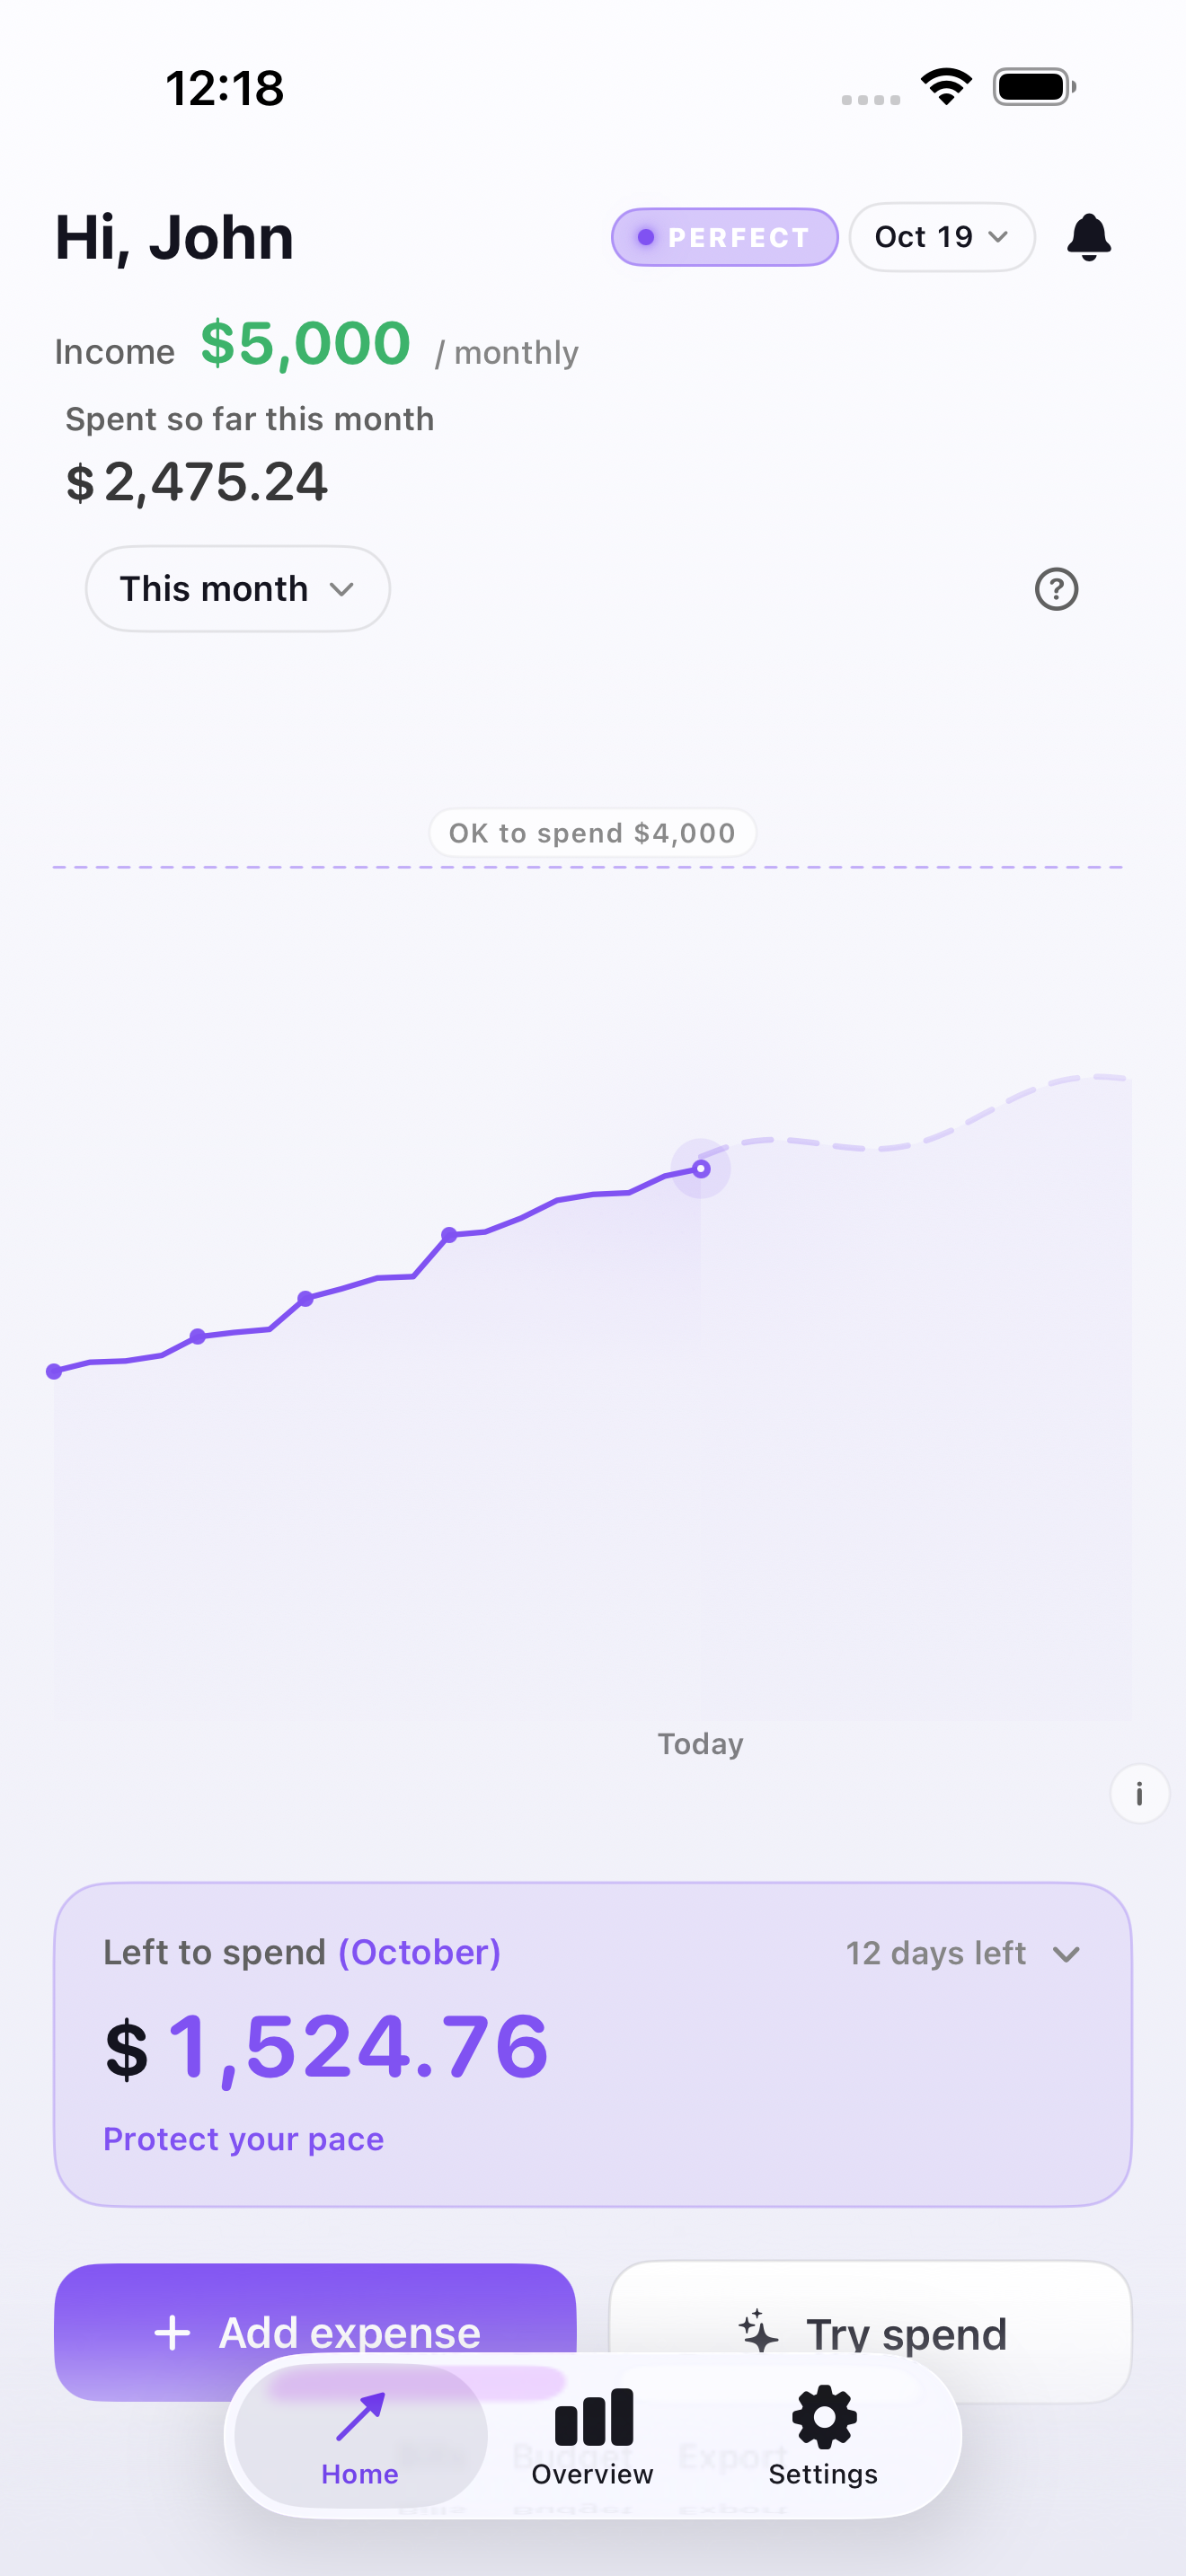 12:18
Hi, John
PERFECT
Oct 19
Income $5,000 / monthly
Spent so far this month
$2,475.24
This month
?
OK to spend $4,000
Today
i
Left to spend (October)
12 days left
$1,524.76
Protect your pace
+ Add expense
Try spend
Budget
Export
Home
Overview
Settings